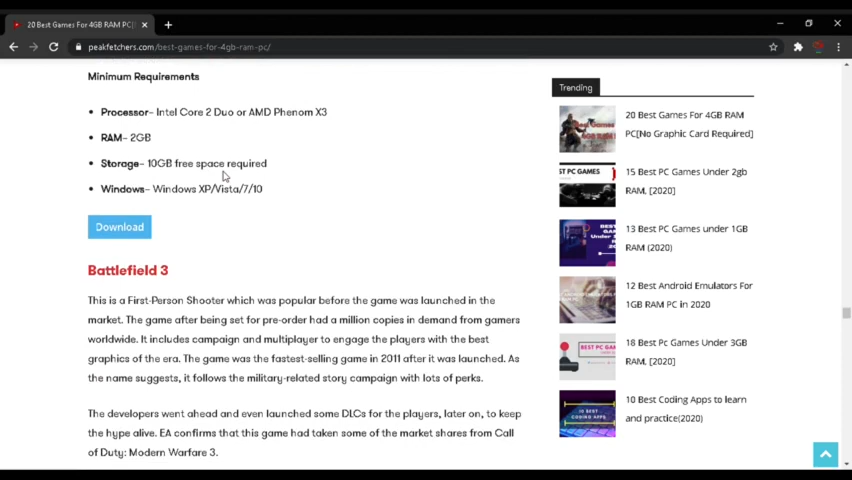 20 Best Games For 4GB RAM PC[
peakfetchers.com/best-games-for-4gb-ram-pc/
Minimum Requirements
• Processor– Intel Core 2 Duo or AMD Phenom X3
• RAM– 2GB
• Storage– 10GB free space required
• Windows– Windows XP/Vista/7/10
Download
Battlefield 3
This is a First-Person Shooter which was popular before the game was launched in the
market. The game after being set for pre-order had a million copies in demand from gamers
worldwide. It includes campaign and multiplayer to engage the players with the best
graphics of the era. The game was the fastest-selling game in 2011 after it was launched. As
the name suggests, it follows the military-related story campaign with lots of perks.
The developers went ahead and even launched some DLCs for the players, later on, to keep
the hype alive. EA confirms that this game had taken some of the market shares from Call
of Duty: Modern Warfare 3.
Trending
20 Best Games For 4GB RAM
PC[No Graphic Card Required]
15 Best PC Games Under 2gb
RAM, [2020]
13 Best PC Games under 1GB
RAM (2020)
12 Best Android Emulators For
1GB RAM PC in 2020
18 Best Pc Games Under 3GB
RAM, [2020]
10 Best Coding Apps to learn
and practice(2020)